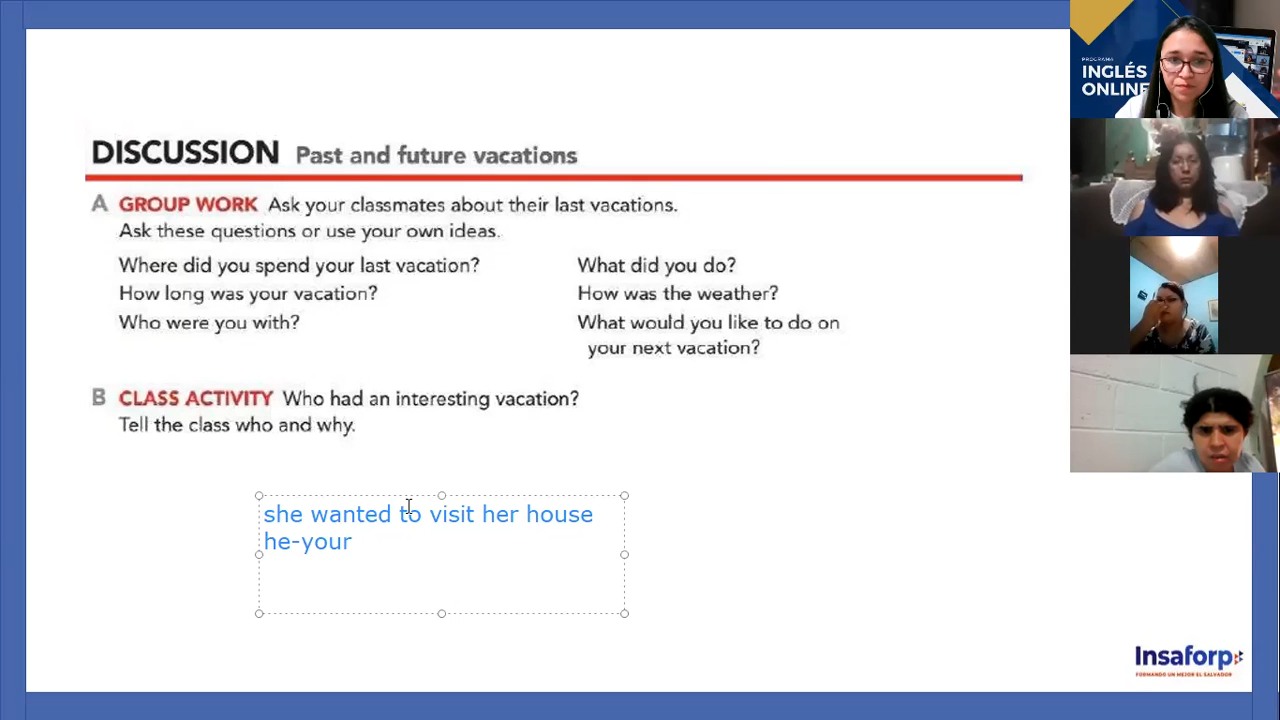 PROGRAMA
INGLÉS
ONLINE
DISCUSSION Past and future vacations
A GROUP WORK Ask your classmates about their last vacations.
Ask these questions or use your own ideas.
Where did you spend your last vacation?
How long was your vacation?
Who were you with?
What did you do?
How was the weather?
What would you like to do on
your next vacation?
B CLASS ACTIVITY Who had an interesting vacation?
Tell the class who and why.
she wanted to visit her house
he-your
Insaforp
FORMANDO UN MEJOR EL SALVADOR